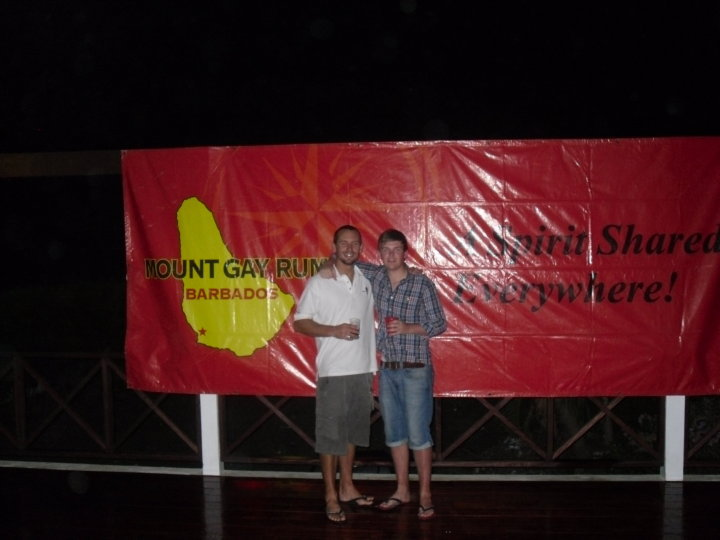 MOUNT GAY RUM
BARBADOS
A Spirit Shared
Everywhere!